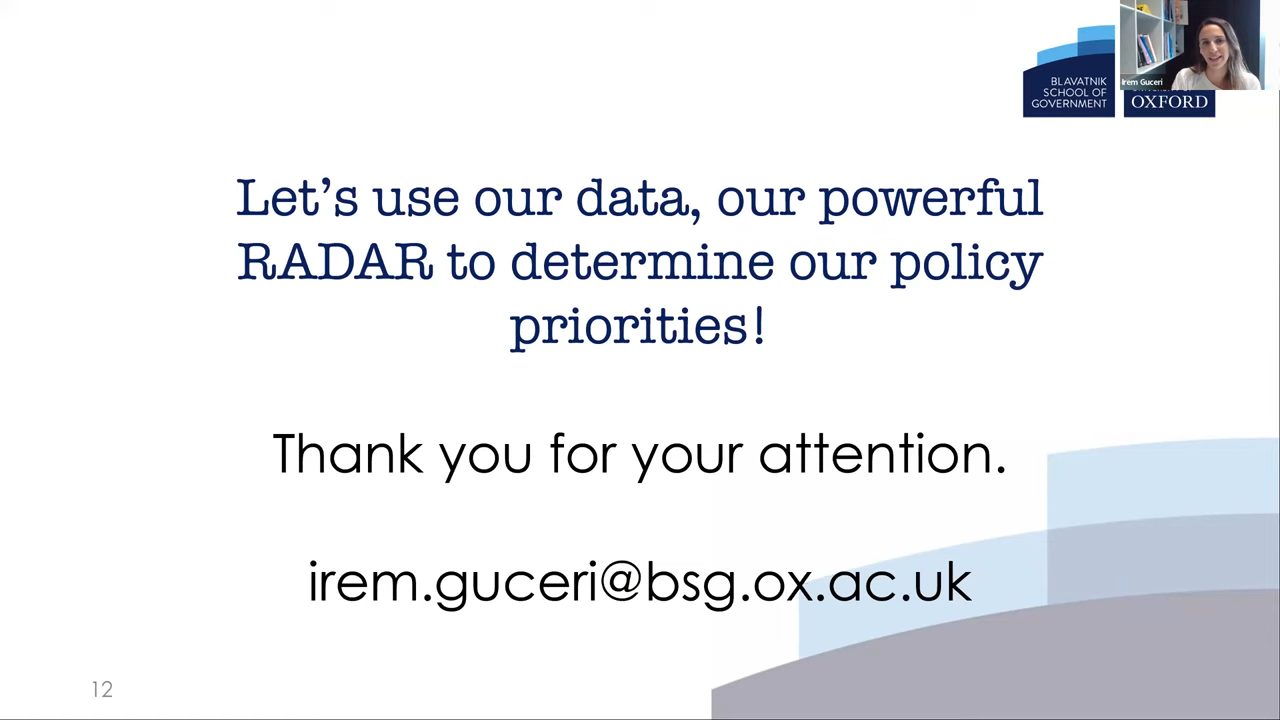 Irem Guceri
BLAVATNIK
SCHOOL OF
GOVERNMENT
OXFORD
Let's use our data, our powerful
RADAR to determine our policy
priorities!
Thank you for your attention.
irem.guceri@bsg.ox.ac.uk
12